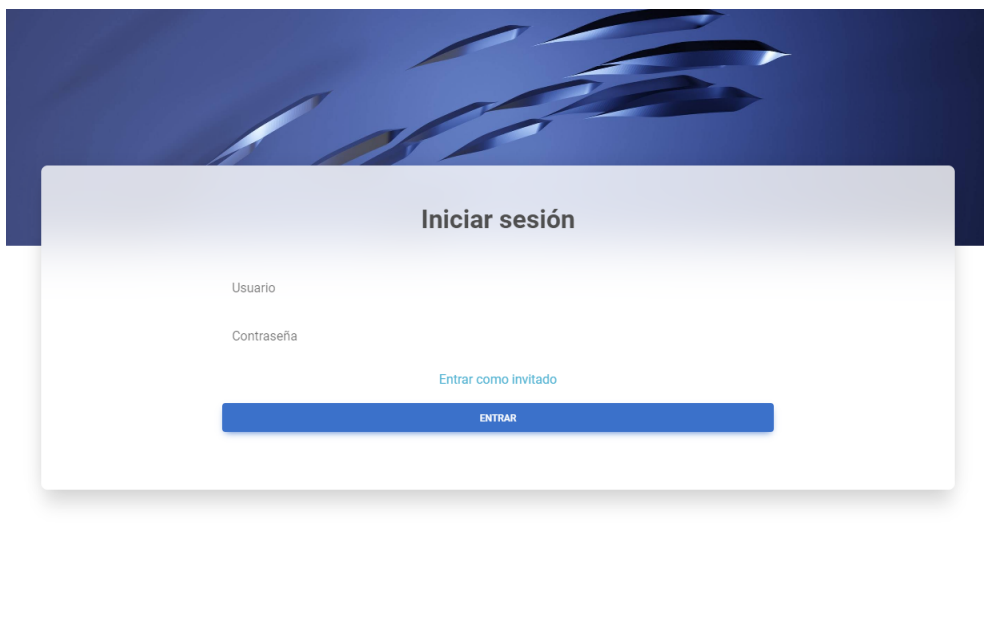 Iniciar sesión
Usuario
Contraseña
Entrar como invitado
ENTRAR